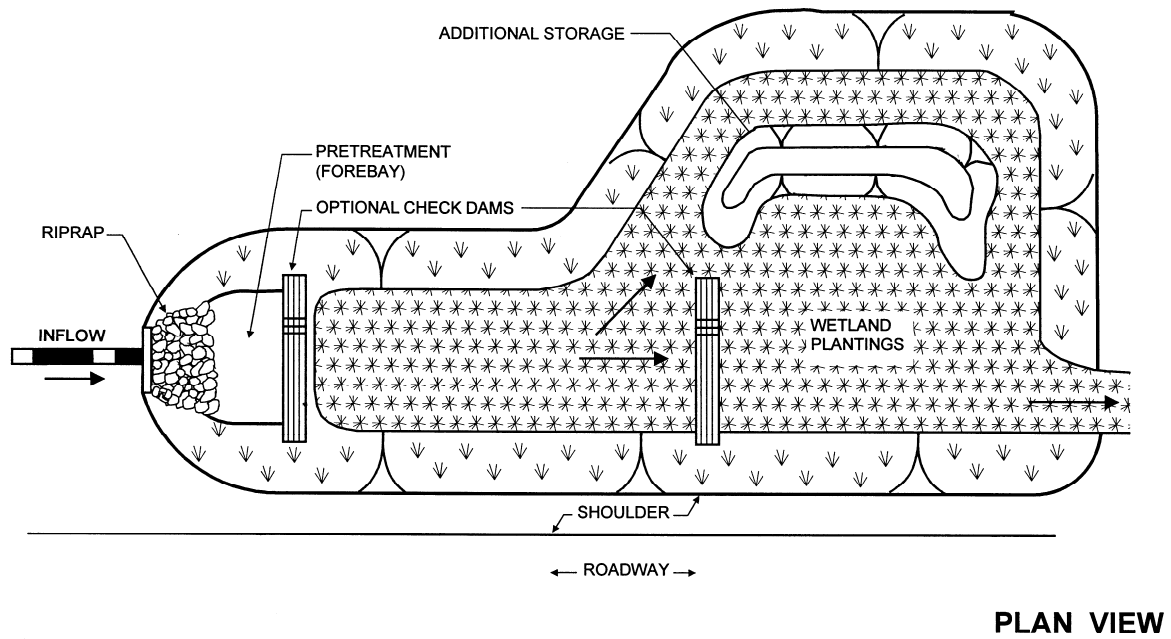 ADDITIONAL STORAGE
PRETREATMENT
(FOREBAY)
OPTIONAL CHECK DAMS
RIPRAP
INFLOW
WETLAND
PLANTINGS
SHOULDER
ROADWAY
PLAN VIEW